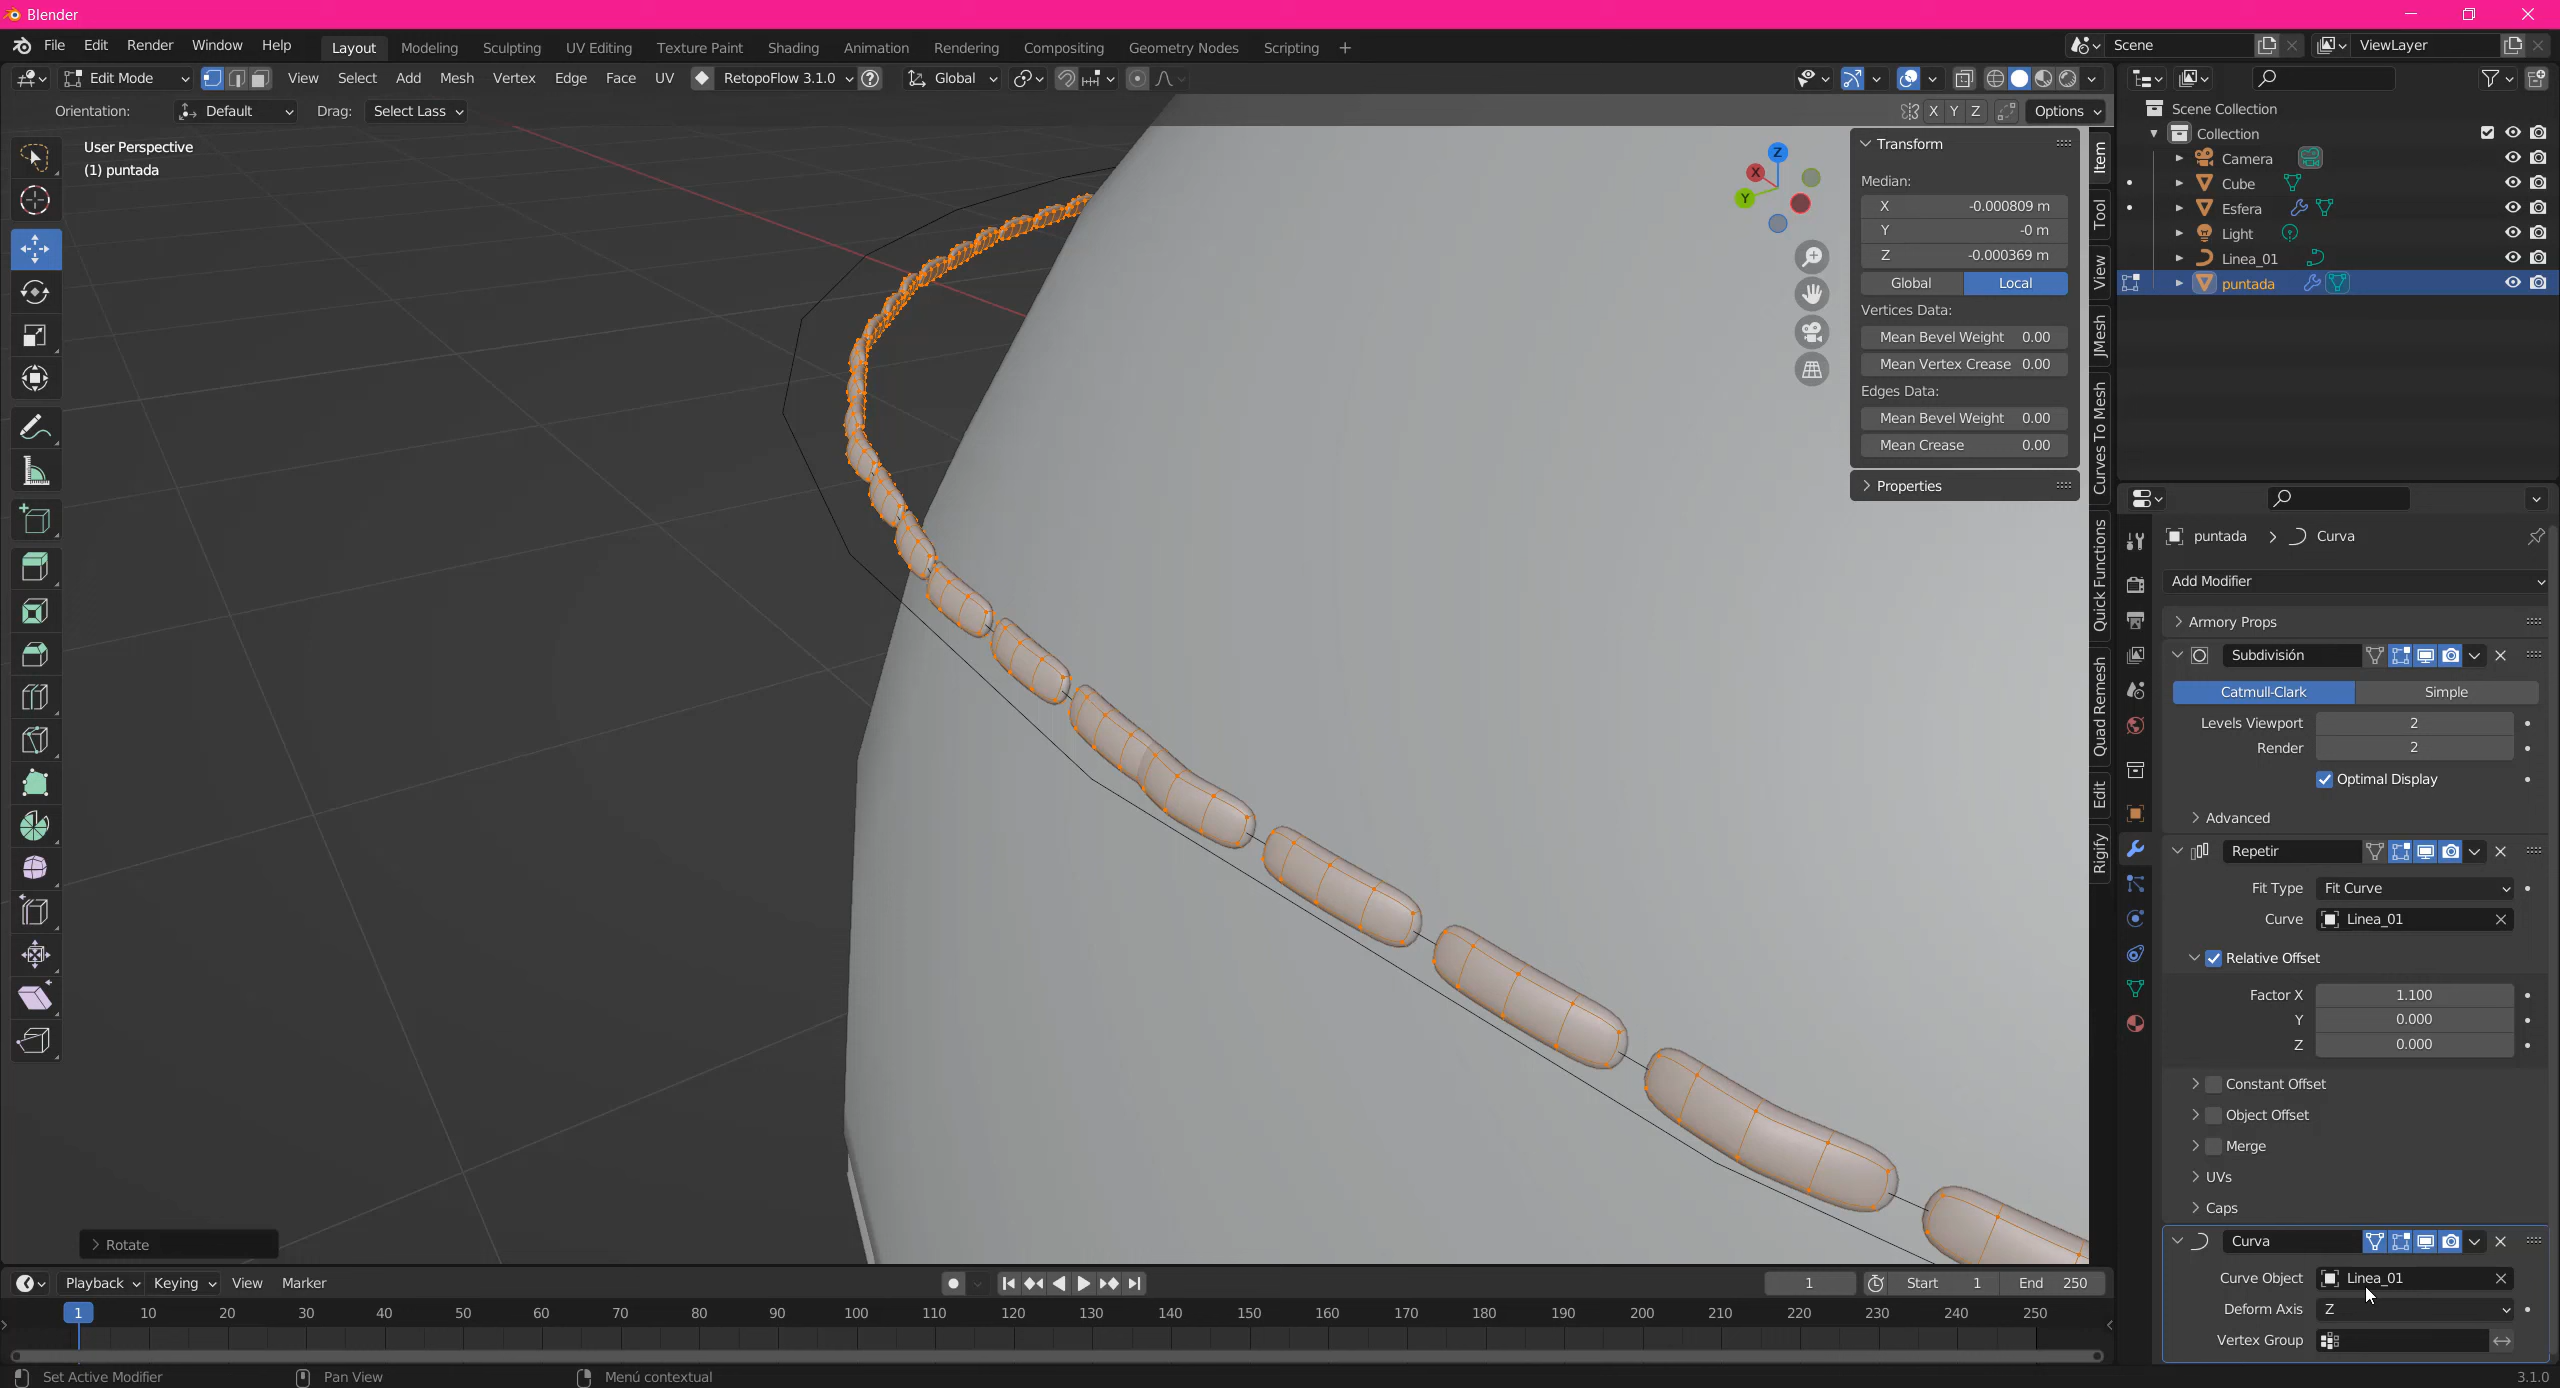 Blender
File Edit Render Window Help Layout Modeling Sculpting UV Editing Texture Paint Shading Animation Rendering Compositing Geometry Nodes Scripting + Scene ViewLayer
Edit Mode View Select Add Mesh Vertex Edge Face UV RetopoFlow 3.1.0 Global
Orientation: Default Drag: Select Lass X Y Z Options
User Perspective
(1) puntada
Z
X
Y
Transform
Median:
X -0.000809 m
Y -0 m
Z -0.000369 m
Global Local
Vertices Data:
Mean Bevel Weight 0.00
Mean Vertex Crease 0.00
Edges Data:
Mean Bevel Weight 0.00
Mean Crease 0.00
Properties
Item
Tool
View
JMesh
Curves To Mesh
Quick Functions
Quad Remesh
Edit
Rigify
Scene Collection
Collection
Camera
Cube
Esfera
Light
Linea_01
puntada
puntada Curva
Add Modifier
Armory Props
Subdivisión
Catmull-Clark Simple
Levels Viewport 2
Render 2
Optimal Display
Advanced
Repetir
Fit Type Fit Curve
Curve Linea_01
Relative Offset
Factor X 1.100
Y 0.000
Z 0.000
Constant Offset
Object Offset
Merge
UVs
Caps
Curva
Curve Object Linea_01
Deform Axis Z
Vertex Group
Rotate
Playback Keying View Marker 1 Start 1 End 250
1 10 20 30 40 50 60 70 80 90 100 110 120 130 140 150 160 170 180 190 200 210 220 230 240 250
Set Active Modifier Pan View Menú contextual 3.1.0